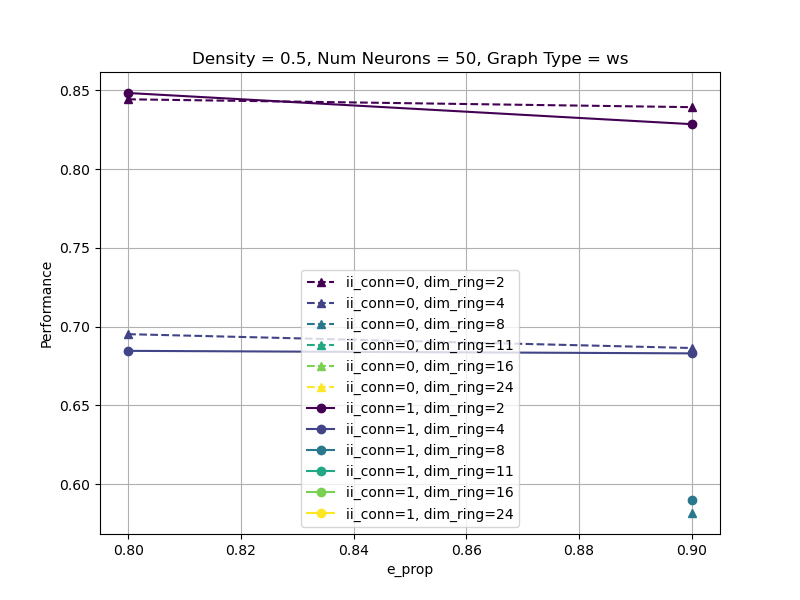 Density = 0.5, Num Neurons = 50, Graph Type = ws
0.85
0.80
0.75
0.70
0.65
0.60
Performance
ii_conn=0, dim_ring=2
ii_conn=0, dim_ring=4
ii_conn=0, dim_ring=8
ii_conn=0, dim_ring=11
ii_conn=0, dim_ring=16
ii_conn=0, dim_ring=24
ii_conn=1, dim_ring=2
ii_conn=1, dim_ring=4
ii_conn=1, dim_ring=8
ii_conn=1, dim_ring=11
ii_conn=1, dim_ring=16
ii_conn=1, dim_ring=24
0.80 0.82 0.84 0.86 0.88 0.90
e_prop